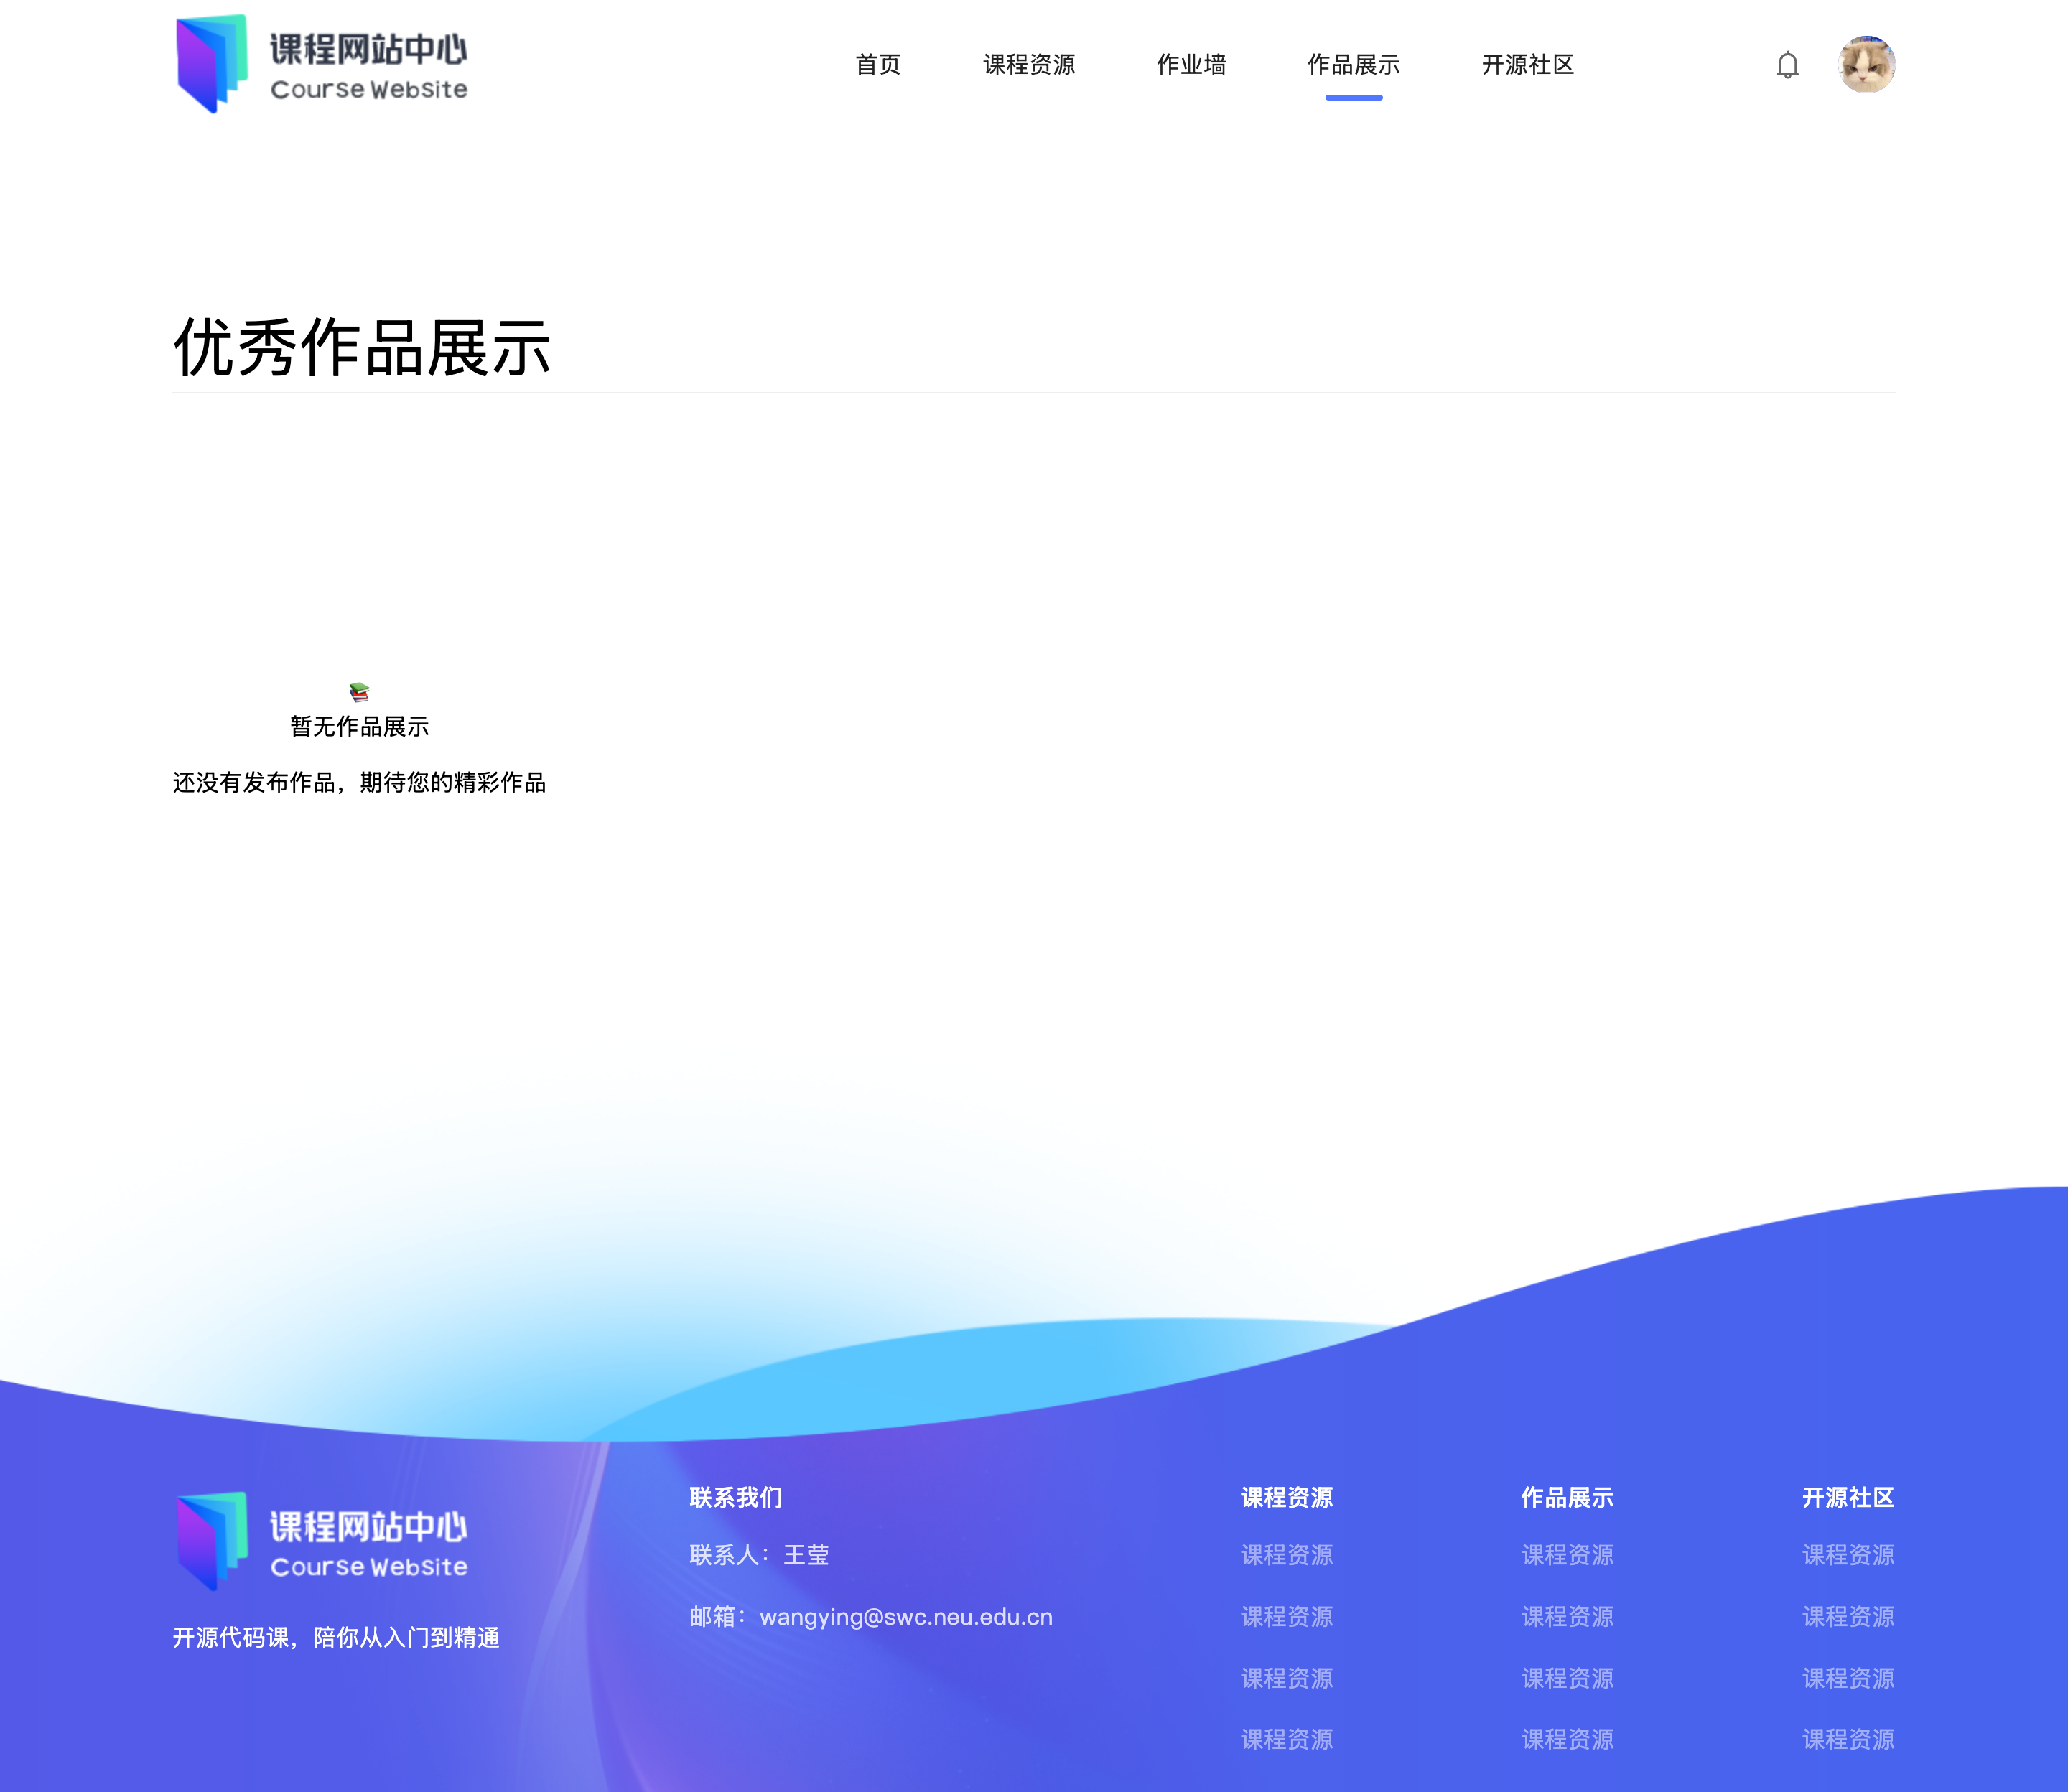 课程网站中心
Course Website
首页
课程资源
作业墙
作品展示
开源社区
优秀作品展示
暂无作品展示
还没有发布作品，期待您的精彩作品
课程网站中心
Course Website
开源代码课，陪你从入门到精通
联系我们
联系人：王莹
邮箱：wangying@swc.neu.edu.cn
课程资源
课程资源
课程资源
课程资源
课程资源
作品展示
课程资源
课程资源
课程资源
课程资源
开源社区
课程资源
课程资源
课程资源
课程资源